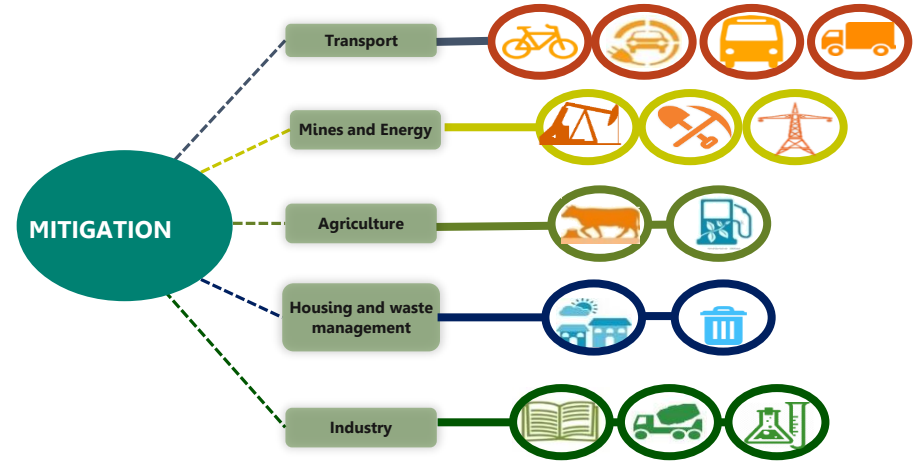 Transport
Mines and Energy
MITIGATION
Agriculture
Housing and waste
management
Industry